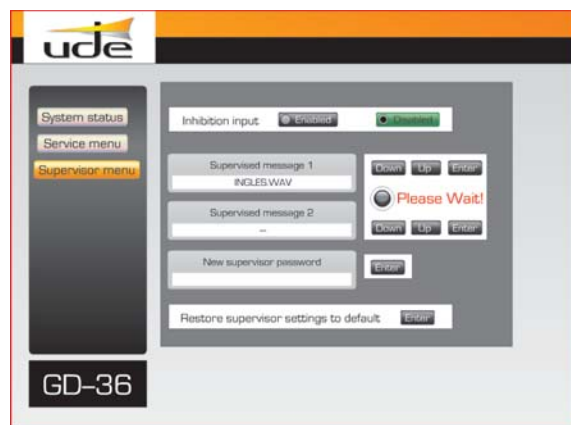 ude
System status
Service menu
Supervisor menu
Inhibition input Enabled Disabled
Supervised message 1
INGLES.WAV
Down Up Enter
Please Wait!
Supervised message 2
--
Down Up Enter
New supervisor password
Enter
Restore supervisor settings to default Enter
GD-36